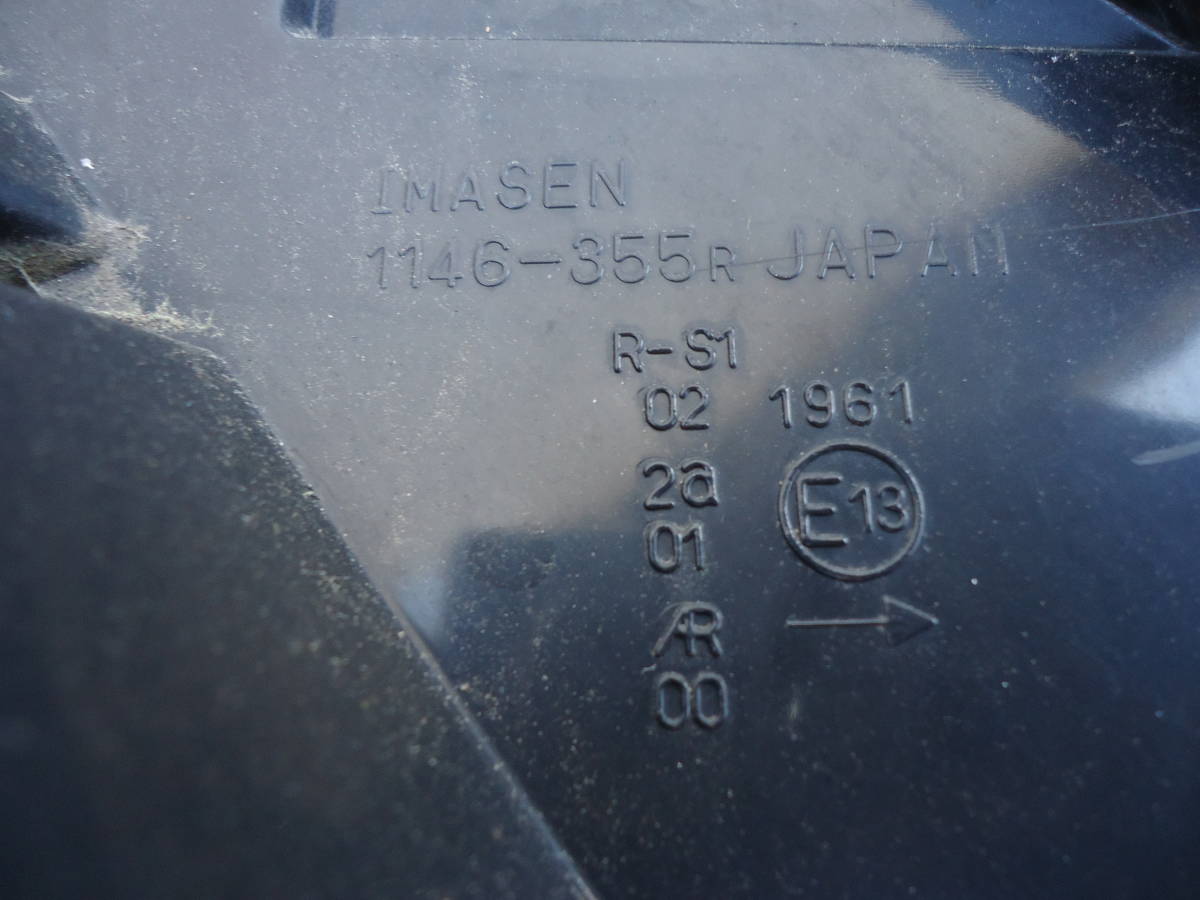 IMASEN
1146-355R JAPAN
R-S1
02 1961
2a
01
E13
AR
00